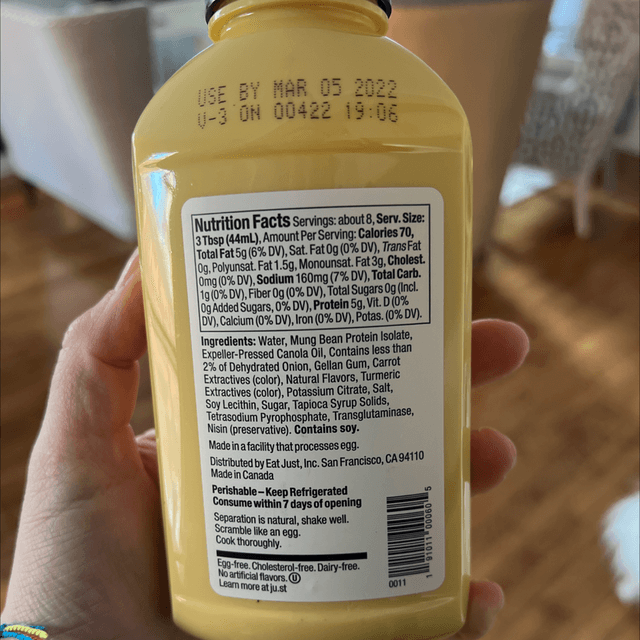 USE BY MAR 05 2022
V-3 ON 00422 19:06
Nutrition Facts Servings: about 8, Serv. Size:
3 Tbsp (44mL), Amount Per Serving: Calories 70,
Total Fat 5g (6% DV), Sat. Fat 0g (0% DV), Trans Fat
0g, Polyunsat. Fat 1.5g, Monounsat. Fat 3g, Cholest.
0mg (0% DV), Sodium 160mg (7% DV), Total Carb.
1g (0% DV), Fiber 0g (0% DV), Total Sugars 0g (Incl.
0g Added Sugars, 0% DV), Protein 5g, Vit. D (0%
DV), Calcium (0% DV), Iron (0% DV), Potas. (0% DV).
Ingredients: Water, Mung Bean Protein Isolate,
Expeller-Pressed Canola Oil, Contains less than
2% of Dehydrated Onion, Gellan Gum, Carrot
Extractives (color), Natural Flavors, Turmeric
Extractives (color), Potassium Citrate, Salt,
Soy Lecithin, Sugar, Tapioca Syrup Solids,
Tetrasodium Pyrophosphate, Transglutaminase,
Nisin (preservative). Contains soy.
Made in a facility that processes egg.
Distributed by Eat Just, Inc. San Francisco, CA 94110
Made in Canada
Perishable – Keep Refrigerated
Consume within 7 days of opening
Separation is natural, shake well.
Scramble like an egg.
Cook thoroughly.
Egg-free. Cholesterol-free. Dairy-free.
No artificial flavors. Ⓤ
Learn more at ju.st
0011
1 91011 00060 5